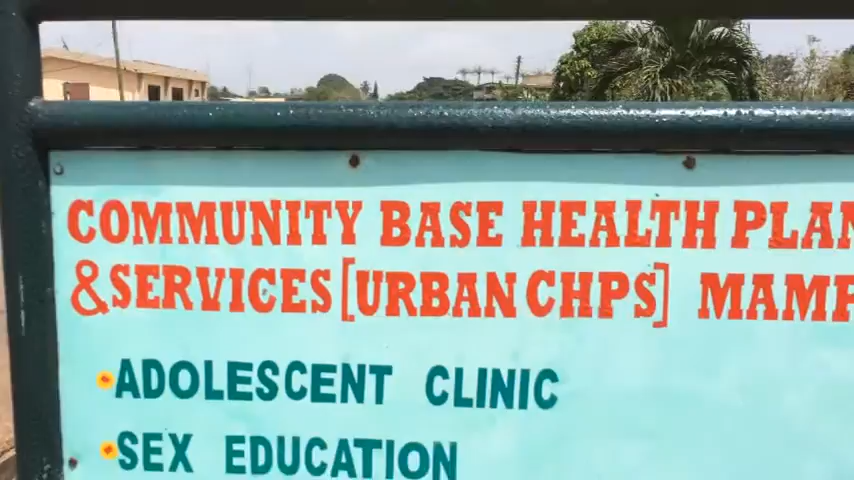 COMMUNITY BASE HEALTH PLAN
& SERVICES [URBAN CHPS] MAMP
• ADOLESCENT CLINIC
• SEX EDUCATION